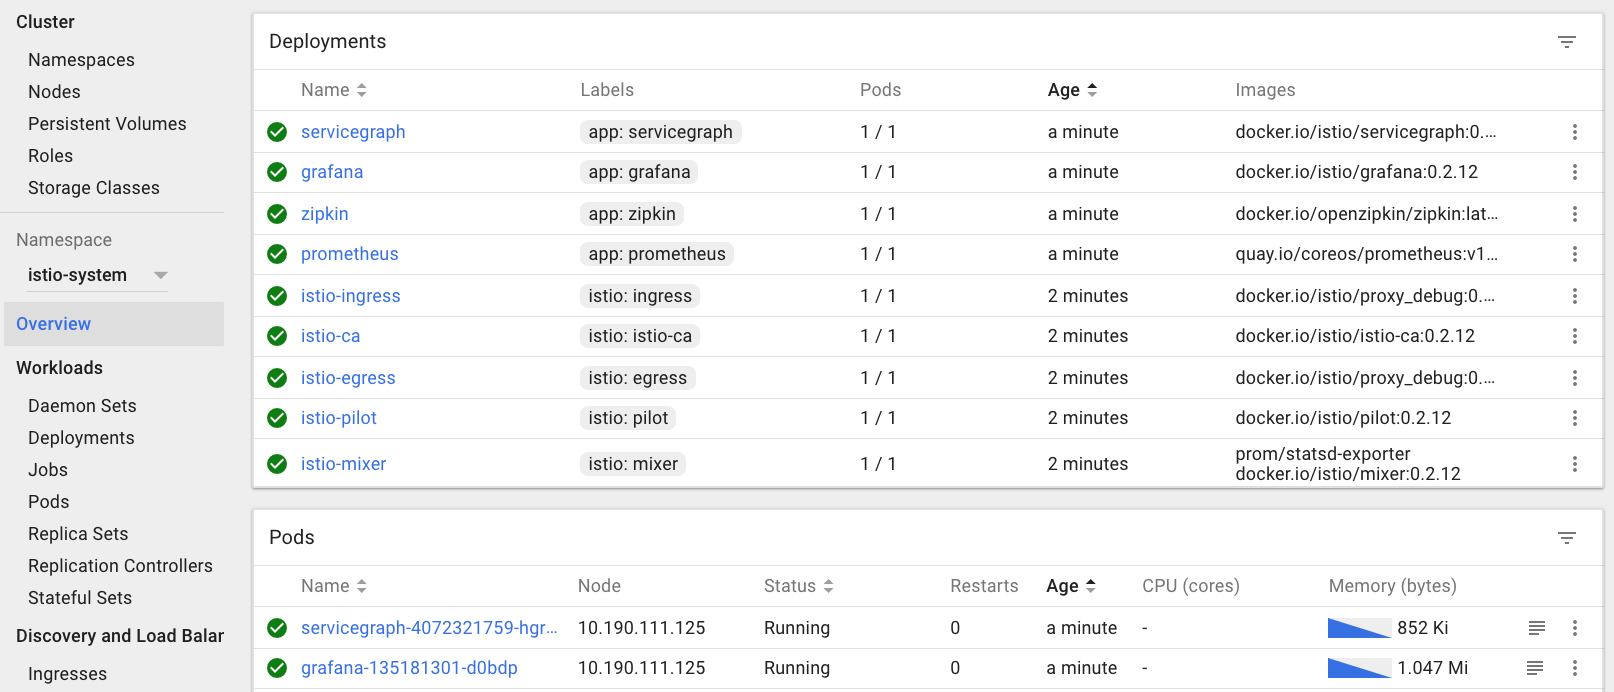 Cluster
Namespaces
Nodes
Persistent Volumes
Roles
Storage Classes
Namespace
istio-system
Overview
Workloads
Daemon Sets
Deployments
Jobs
Pods
Replica Sets
Replication Controllers
Stateful Sets
Discovery and Load Balar
Ingresses
Deployments
Name Labels Pods Age Images
servicegraph app: servicegraph 1 / 1 a minute docker.io/istio/servicegraph:0.…
grafana app: grafana 1 / 1 a minute docker.io/istio/grafana:0.2.12
zipkin app: zipkin 1 / 1 a minute docker.io/openzipkin/zipkin:lat…
prometheus app: prometheus 1 / 1 a minute quay.io/coreos/prometheus:v1…
istio-ingress istio: ingress 1 / 1 2 minutes docker.io/istio/proxy_debug:0.…
istio-ca istio: istio-ca 1 / 1 2 minutes docker.io/istio/istio-ca:0.2.12
istio-egress istio: egress 1 / 1 2 minutes docker.io/istio/proxy_debug:0.…
istio-pilot istio: pilot 1 / 1 2 minutes docker.io/istio/pilot:0.2.12
istio-mixer istio: mixer 1 / 1 2 minutes prom/statsd-exporter
docker.io/istio/mixer:0.2.12
Pods
Name Node Status Restarts Age CPU (cores) Memory (bytes)
servicegraph-4072321759-hgr… 10.190.111.125 Running 0 a minute - 852 Ki
grafana-135181301-d0bdp 10.190.111.125 Running 0 a minute - 1.047 Mi